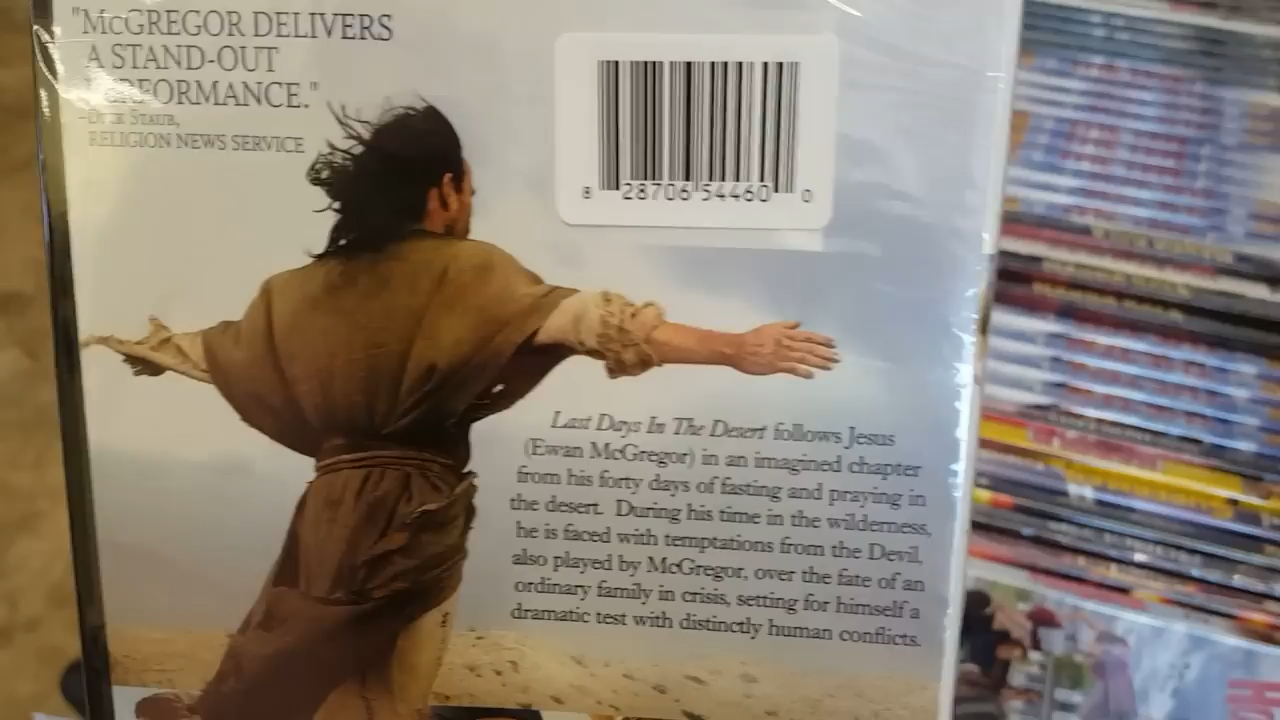 "McGREGOR DELIVERS
A STAND-OUT
PERFORMANCE."
-Dick Staub,
RELIGION NEWS SERVICE
8 28706 54460 0
Last Days In The Desert follows Jesus
(Ewan McGregor) in an imagined chapter
from his forty days of fasting and praying in
the desert. During his time in the wilderness,
he is faced with temptations from the Devil,
also played by McGregor, over the fate of an
ordinary family in crisis, setting for himself a
dramatic test with distinctly human conflicts.